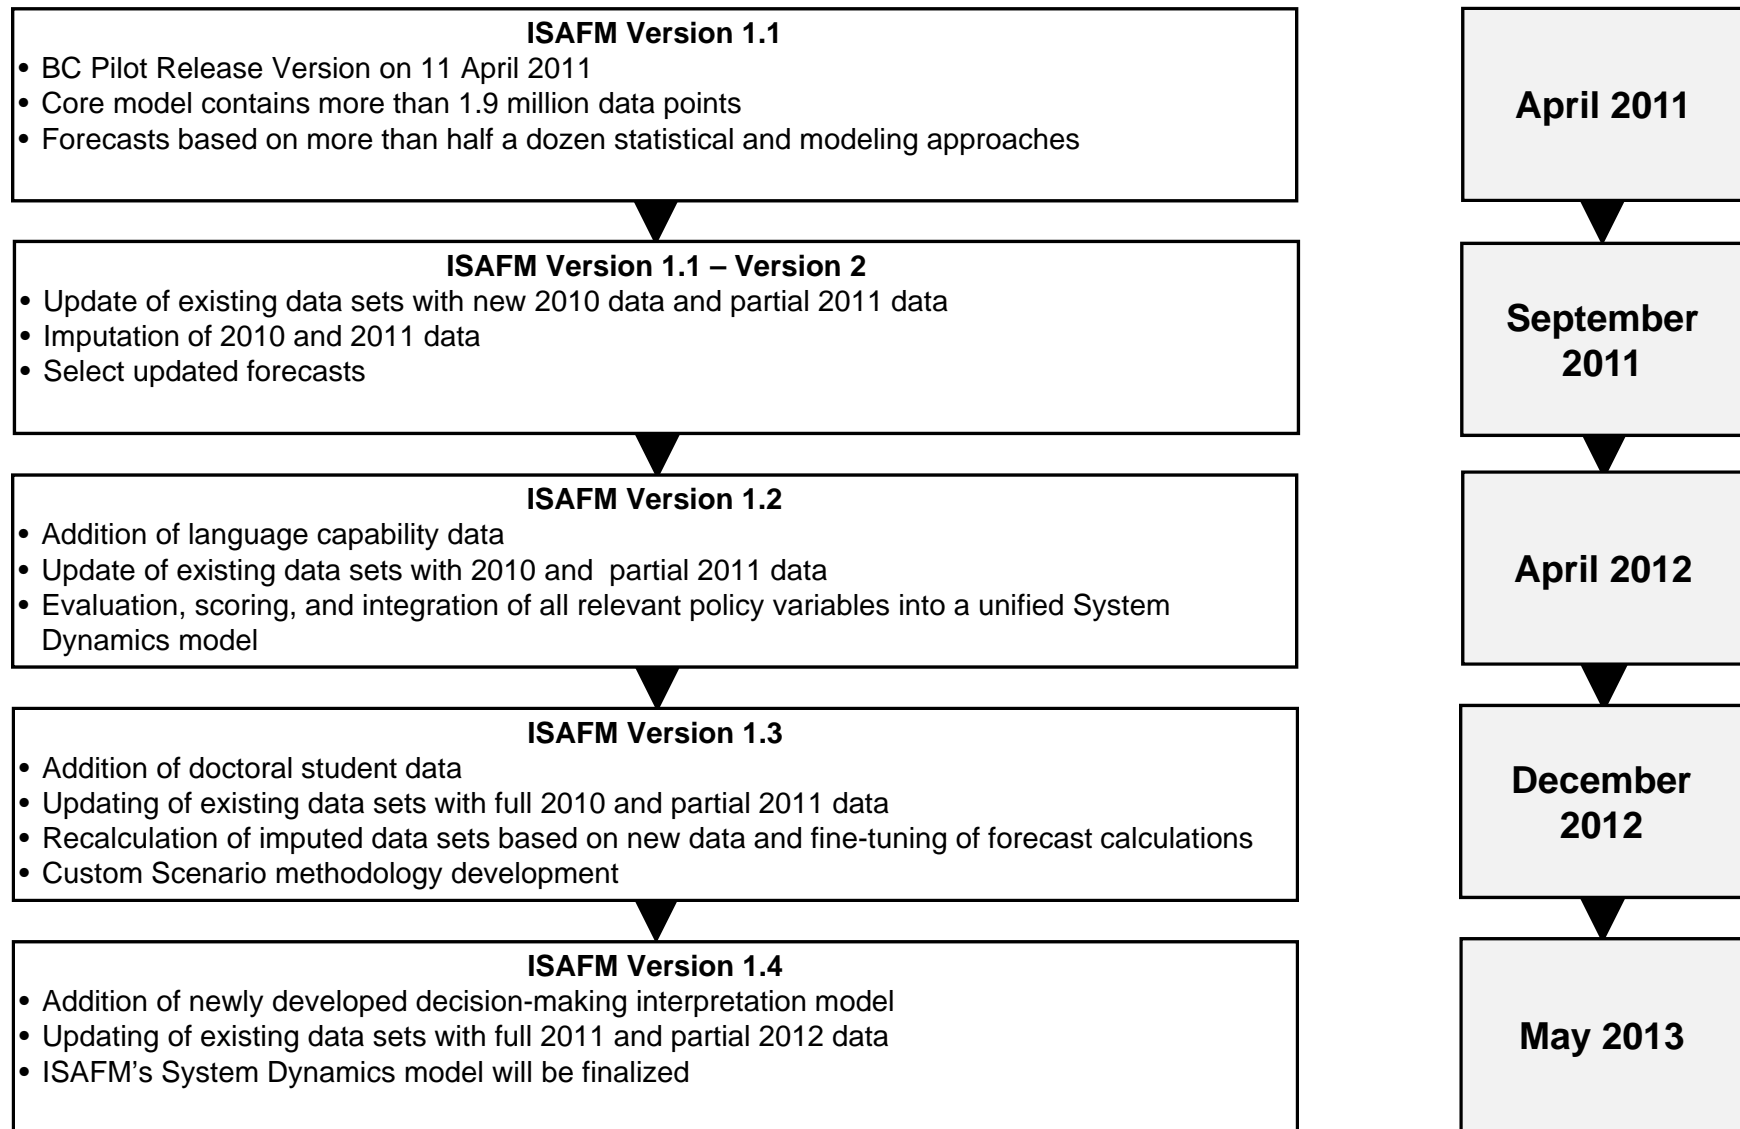 ISAFM Version 1.1
• BC Pilot Release Version on 11 April 2011
• Core model contains more than 1.9 million data points
• Forecasts based on more than half a dozen statistical and modeling approaches
April 2011
ISAFM Version 1.1 – Version 2
• Update of existing data sets with new 2010 data and partial 2011 data
• Imputation of 2010 and 2011 data
• Select updated forecasts
September
2011
ISAFM Version 1.2
• Addition of language capability data
• Update of existing data sets with 2010 and  partial 2011 data
• Evaluation, scoring, and integration of all relevant policy variables into a unified System
Dynamics model
April 2012
ISAFM Version 1.3
• Addition of doctoral student data
• Updating of existing data sets with full 2010 and partial 2011 data
• Recalculation of imputed data sets based on new data and fine-tuning of forecast calculations
• Custom Scenario methodology development
December
2012
ISAFM Version 1.4
• Addition of newly developed decision-making interpretation model
• Updating of existing data sets with full 2011 and partial 2012 data
• ISAFM’s System Dynamics model will be finalized
May 2013